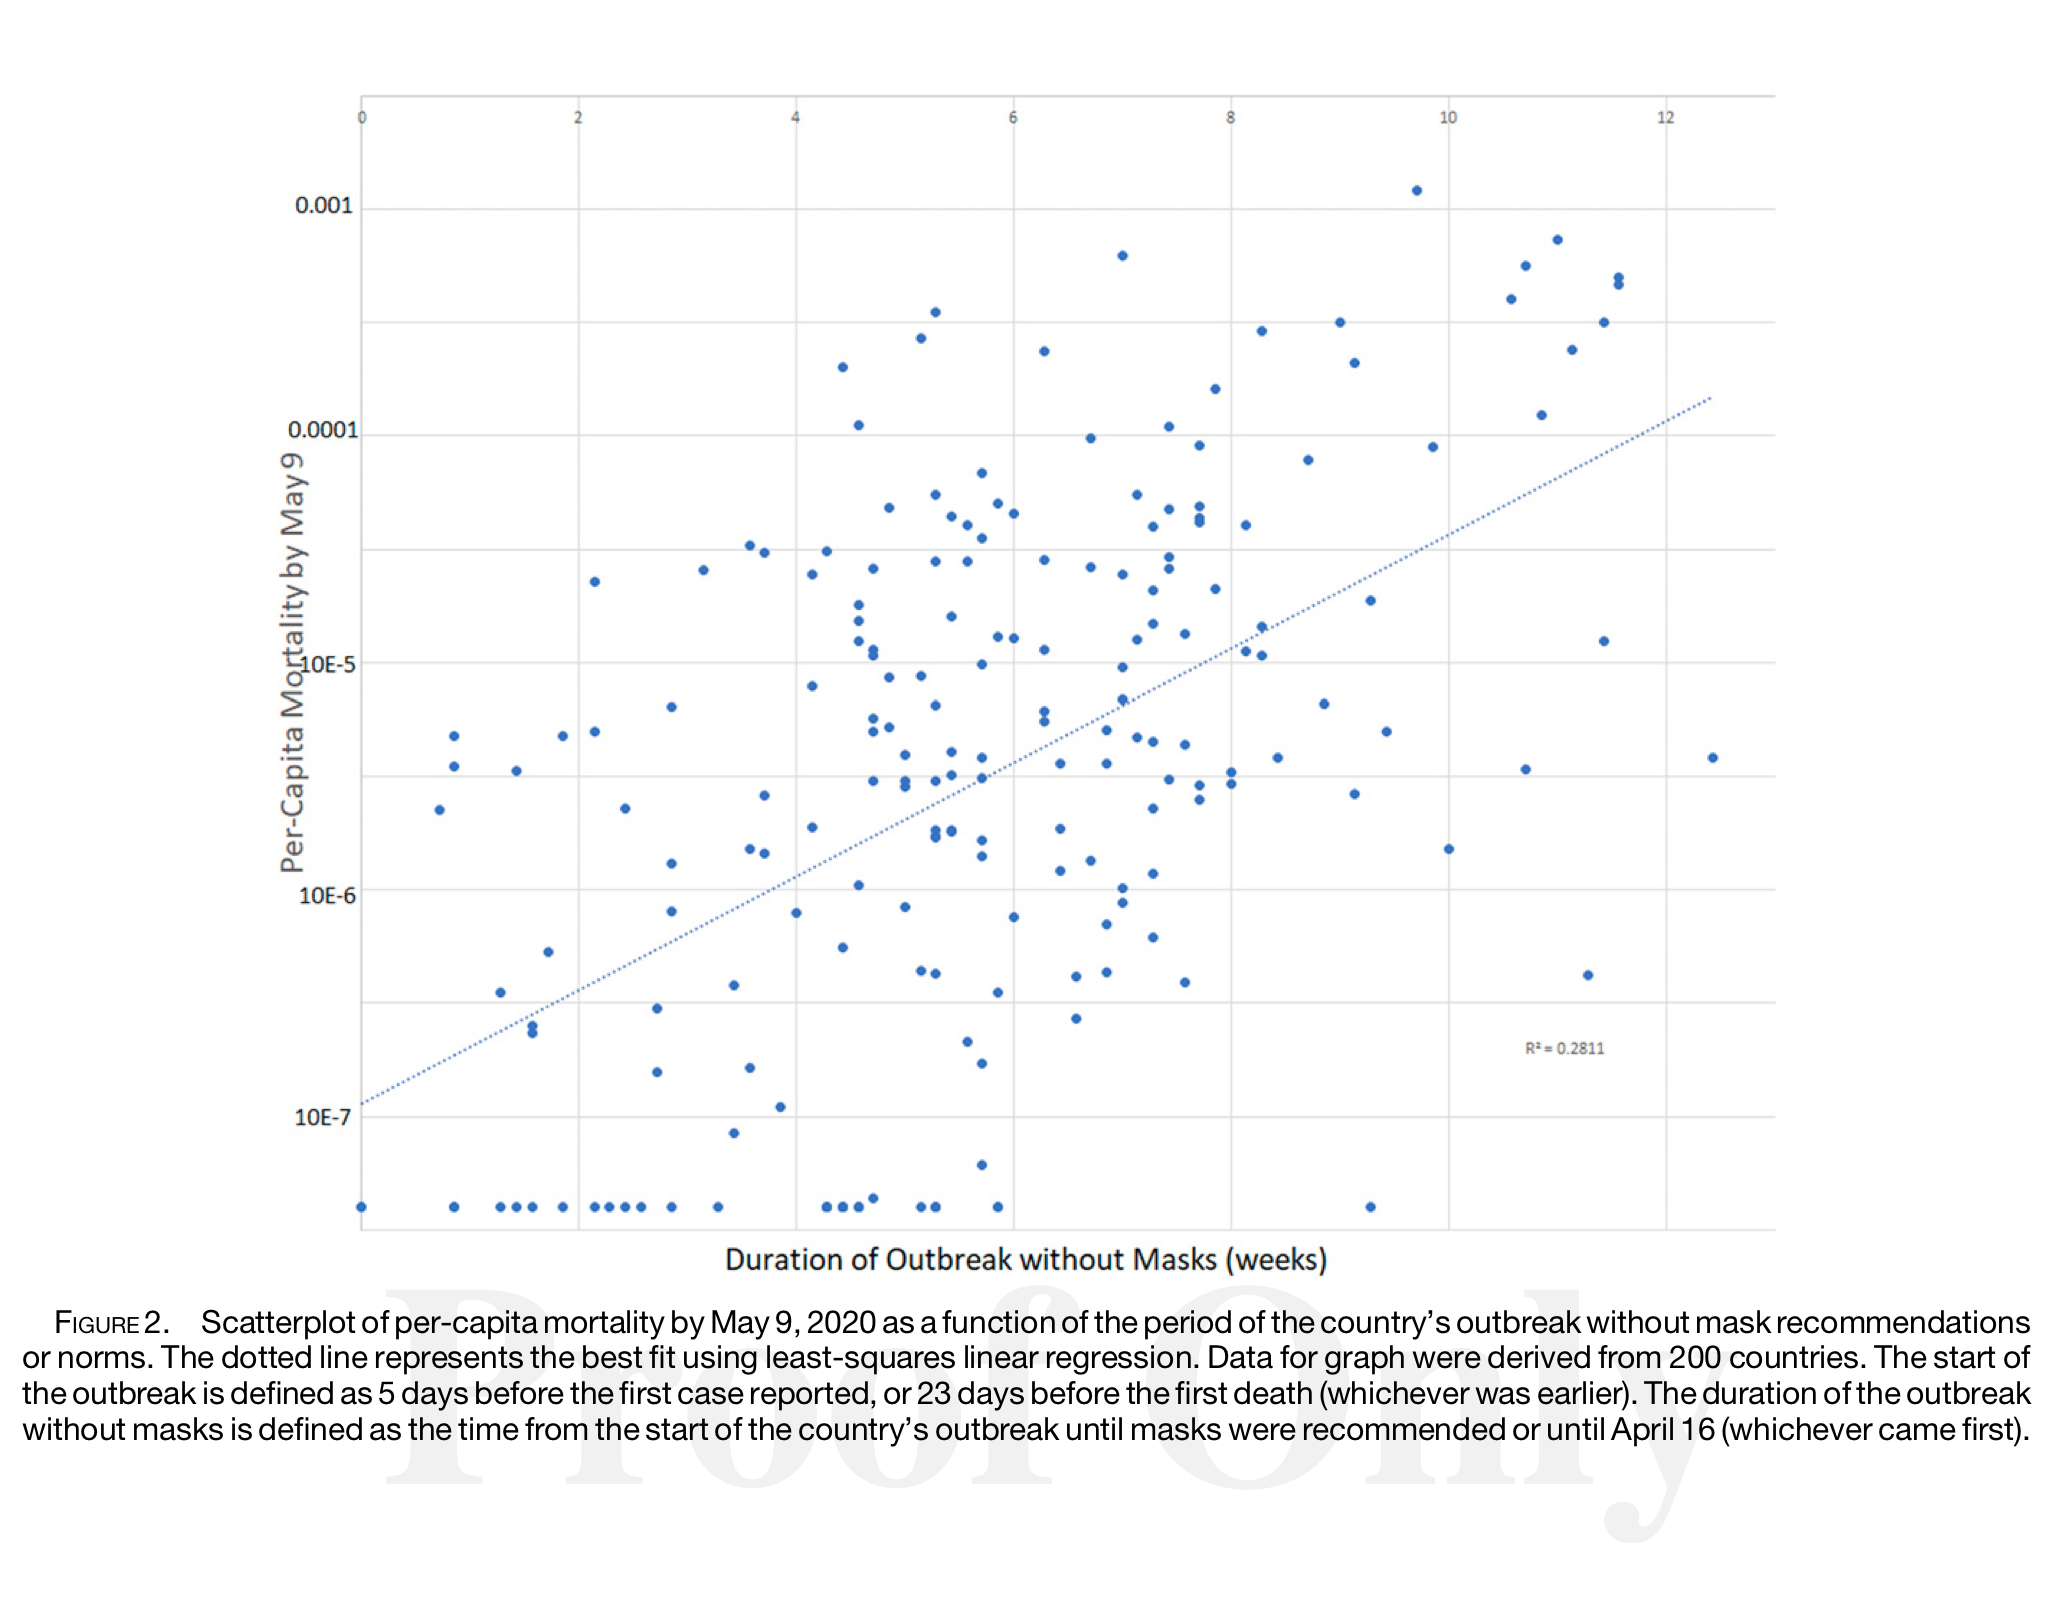 0 2 4 6 8 10 12
0.001
0.0001
10E-5
10E-6
10E-7
Per-Capita Mortality by May 9
R² = 0.2811
Duration of Outbreak without Masks (weeks)
FIGURE 2. Scatterplot of per-capita mortality by May 9, 2020 as a function of the period of the country's outbreak without mask recommendations
or norms. The dotted line represents the best fit using least-squares linear regression. Data for graph were derived from 200 countries. The start of
the outbreak is defined as 5 days before the first case reported, or 23 days before the first death (whichever was earlier). The duration of the outbreak
without masks is defined as the time from the start of the country's outbreak until masks were recommended or until April 16 (whichever came first).
Proof Only